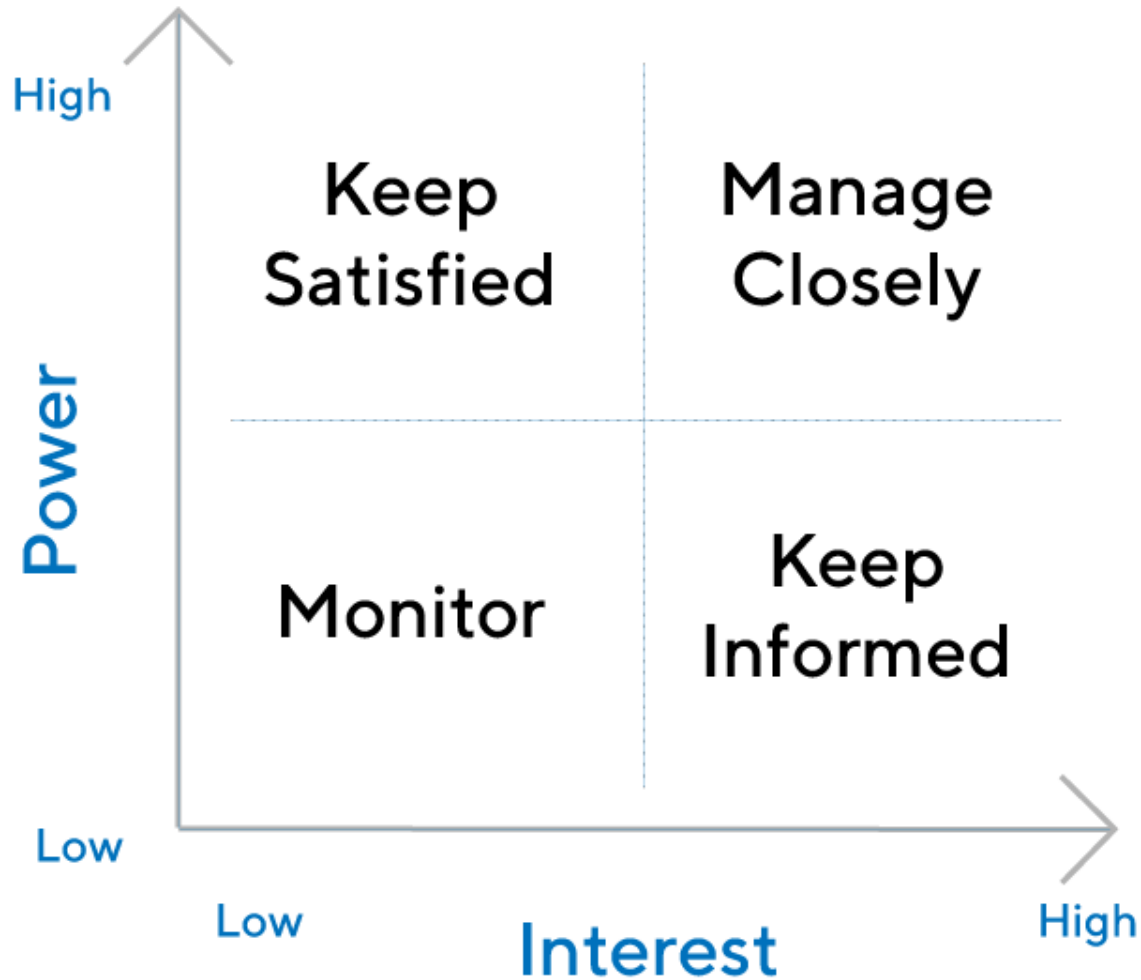 High
Keep
Satisfied
Manage
Closely
Power
Monitor
Keep
Informed
Low
Low
Interest
High